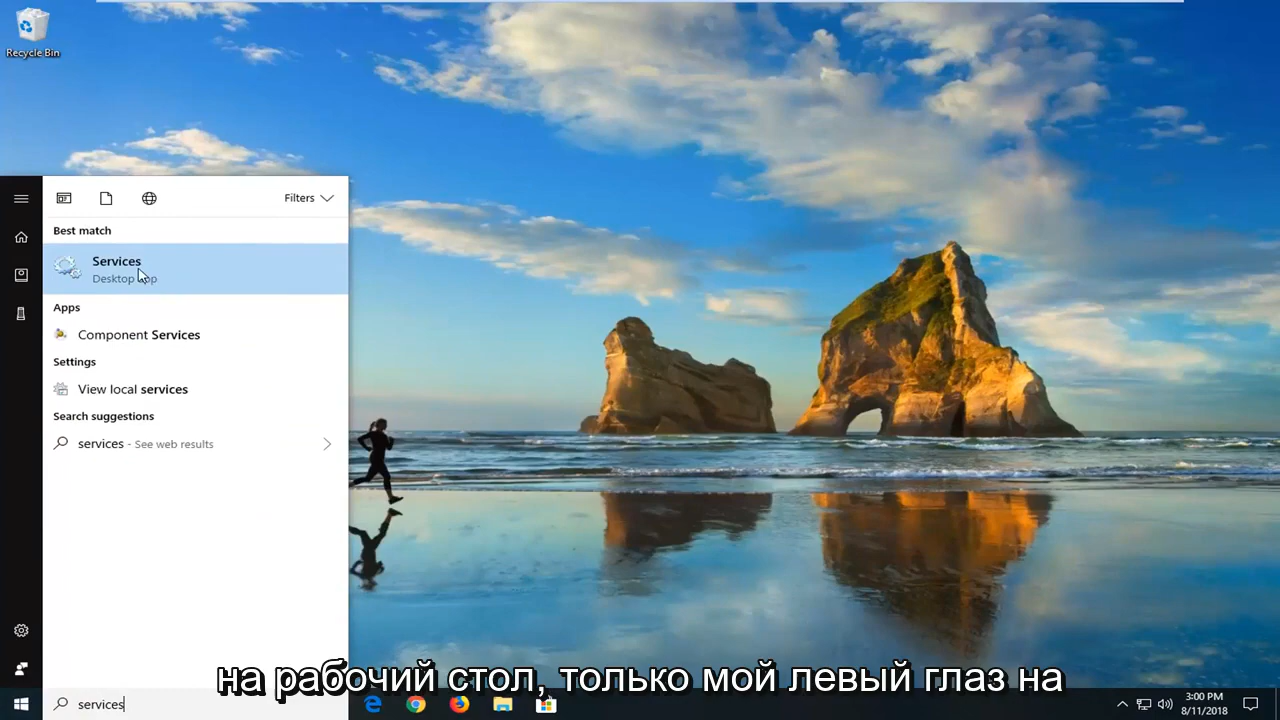 Recycle Bin
Filters
Best match
Services
Desktop app
Apps
Component Services
Settings
View local services
Search suggestions
services - See web results
на рабочий стол, только мой левый глаз на
services
3:00 PM
8/11/2018